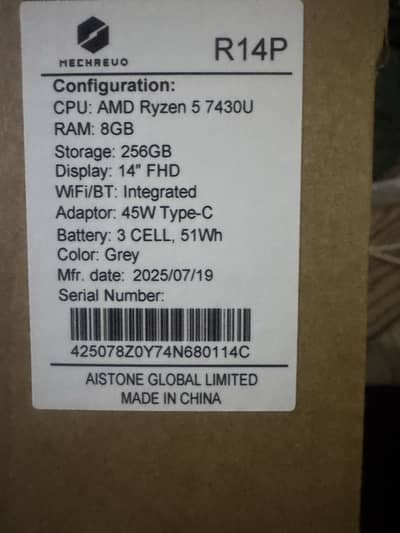 MECHREVO
R14P
Configuration:
CPU: AMD Ryzen 5 7430U
RAM: 8GB
Storage: 256GB
Display: 14" FHD
WiFi/BT: Integrated
Adaptor: 45W Type-C
Battery: 3 CELL, 51Wh
Color: Grey
Mfr. date: 2025/07/19
Serial Number:
425078Z0Y74N680114C
AISTONE GLOBAL LIMITED
MADE IN CHINA